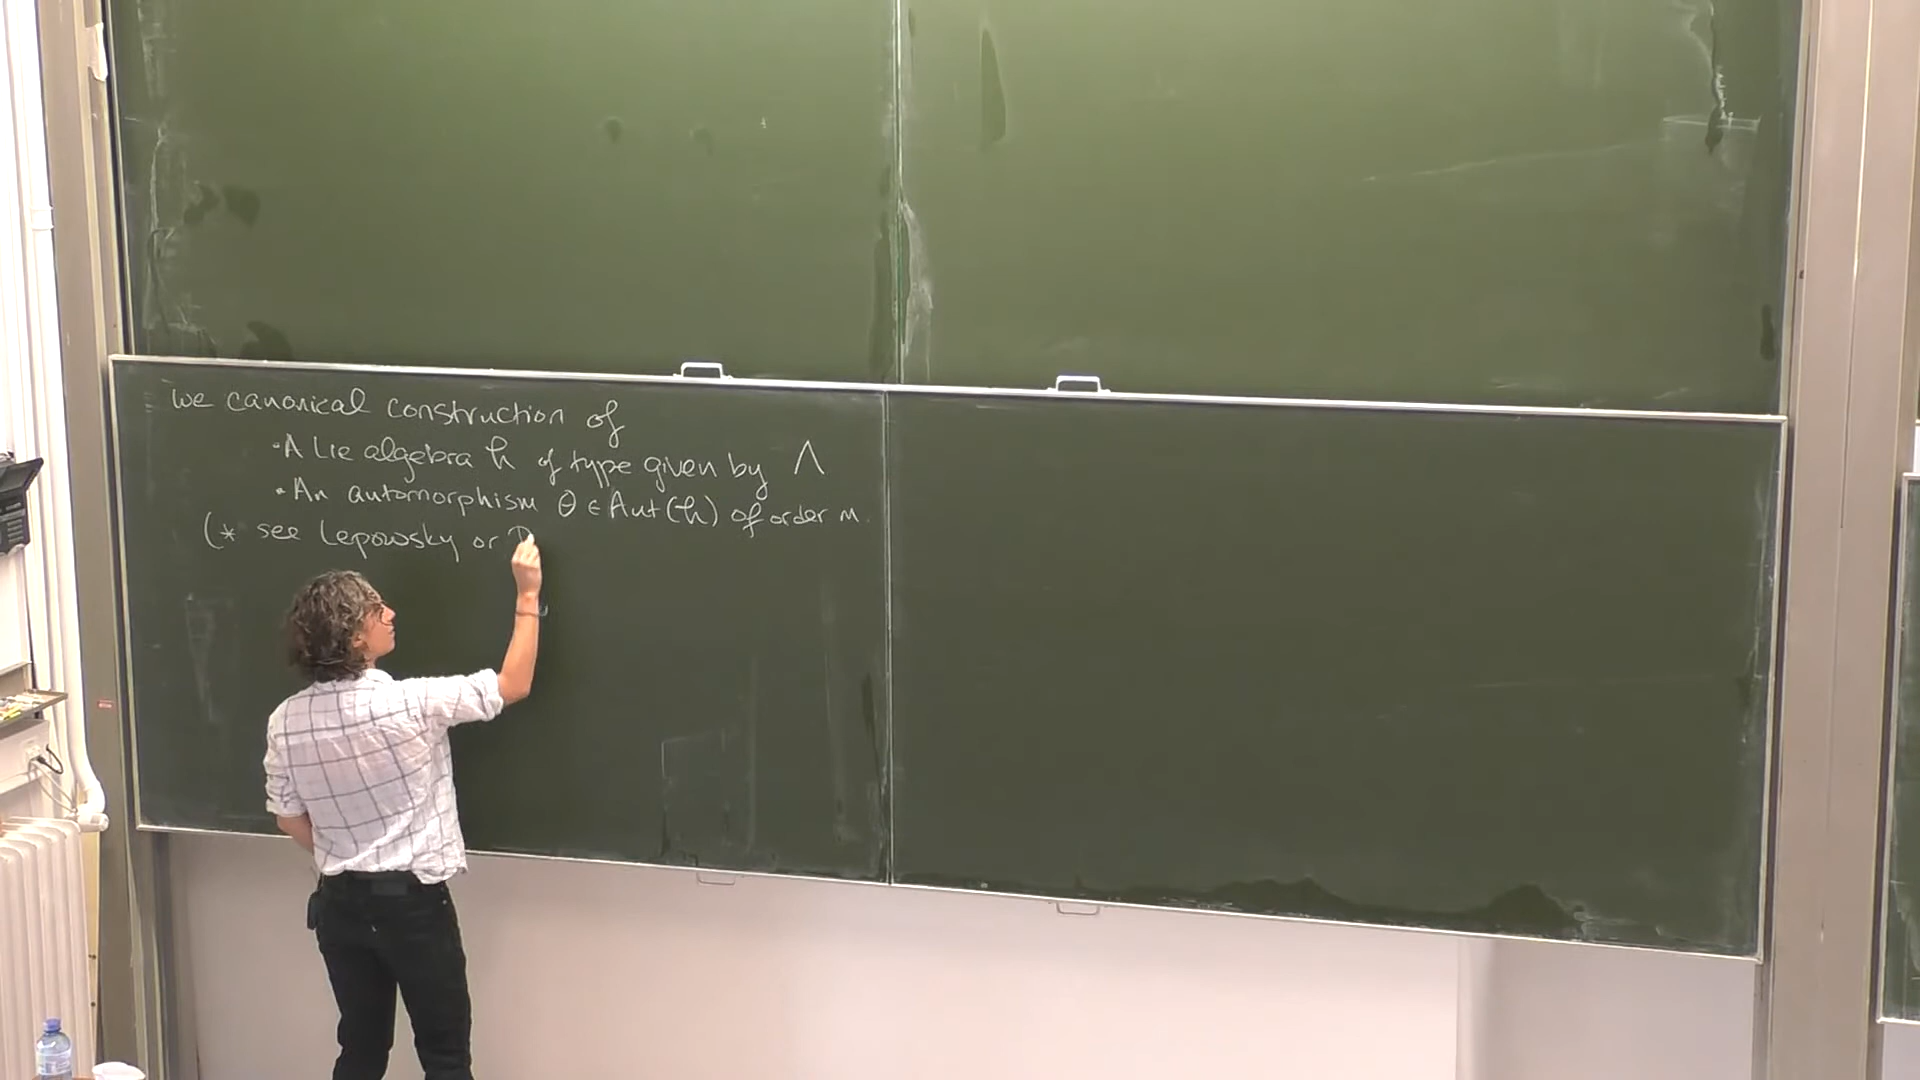 we canonical construction of
· A Lie algebra h of type given by Λ
· An automorphism θ ∈ Aut(h) of order m.
(* see Lepowsky or